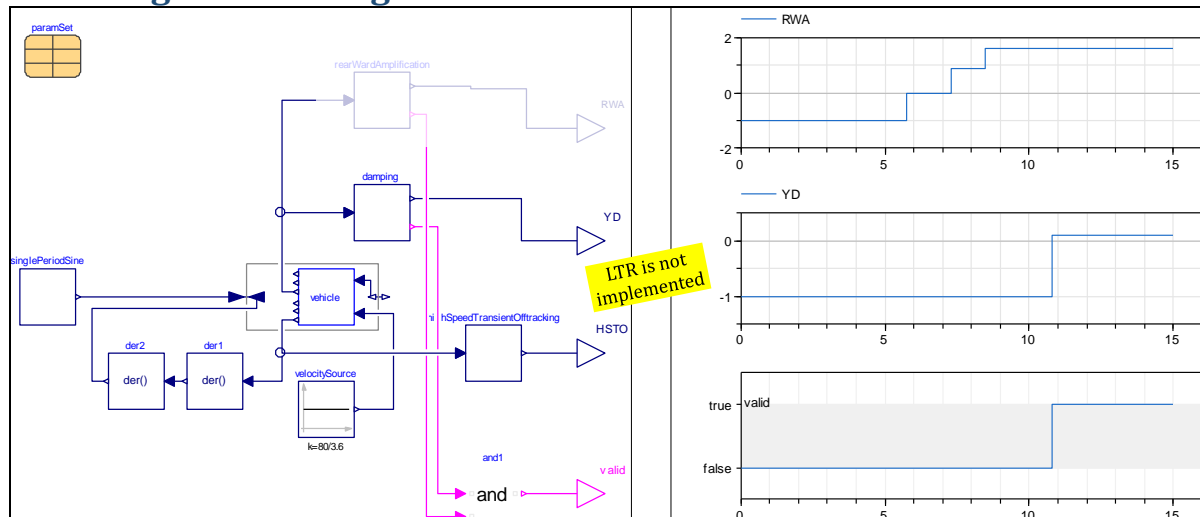 paramSet
rearWardAmplification
RWA
damping
YD
singlePeriodSine
vehicle
LTR is not
implemented
hSpeedTransientOfftracking
HSTO
der2
der1
der()
der()
velocitySource
k=80/3.6
and1
and
valid
RWA
2
0
-2
0
5
10
15
YD
0
-1
0
5
10
15
true
valid
false
0
5
10
15